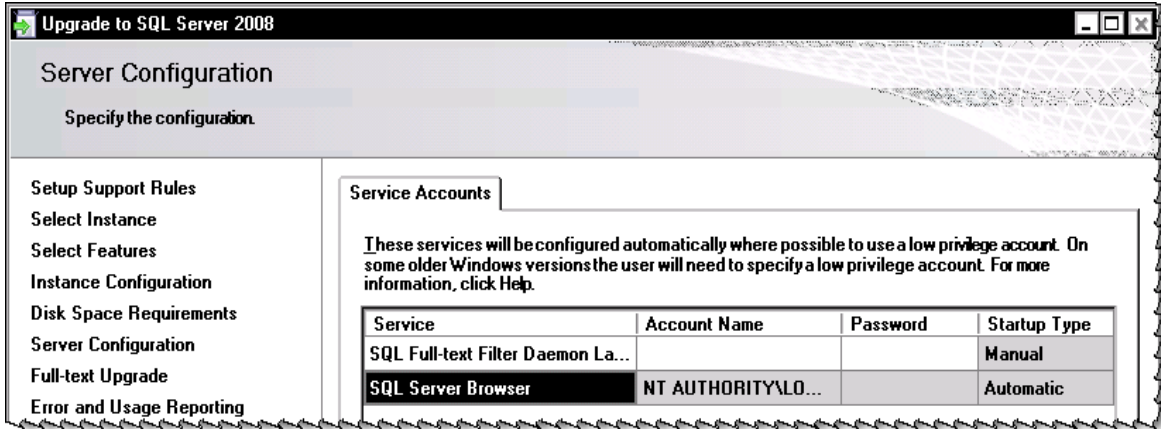 Upgrade to SQL Server 2008
Server Configuration
Specify the configuration.
Setup Support Rules
Select Instance
Select Features
Instance Configuration
Disk Space Requirements
Server Configuration
Full-text Upgrade
Error and Usage Reporting
Service Accounts
These services will be configured automatically where possible to use a low privilege account. On
some older Windows versions the user will need to specify a low privilege account. For more
information, click Help.
Service Account Name Password Startup Type
SQL Full-text Filter Daemon La... Manual
SQL Server Browser NT AUTHORITY\LO... Automatic